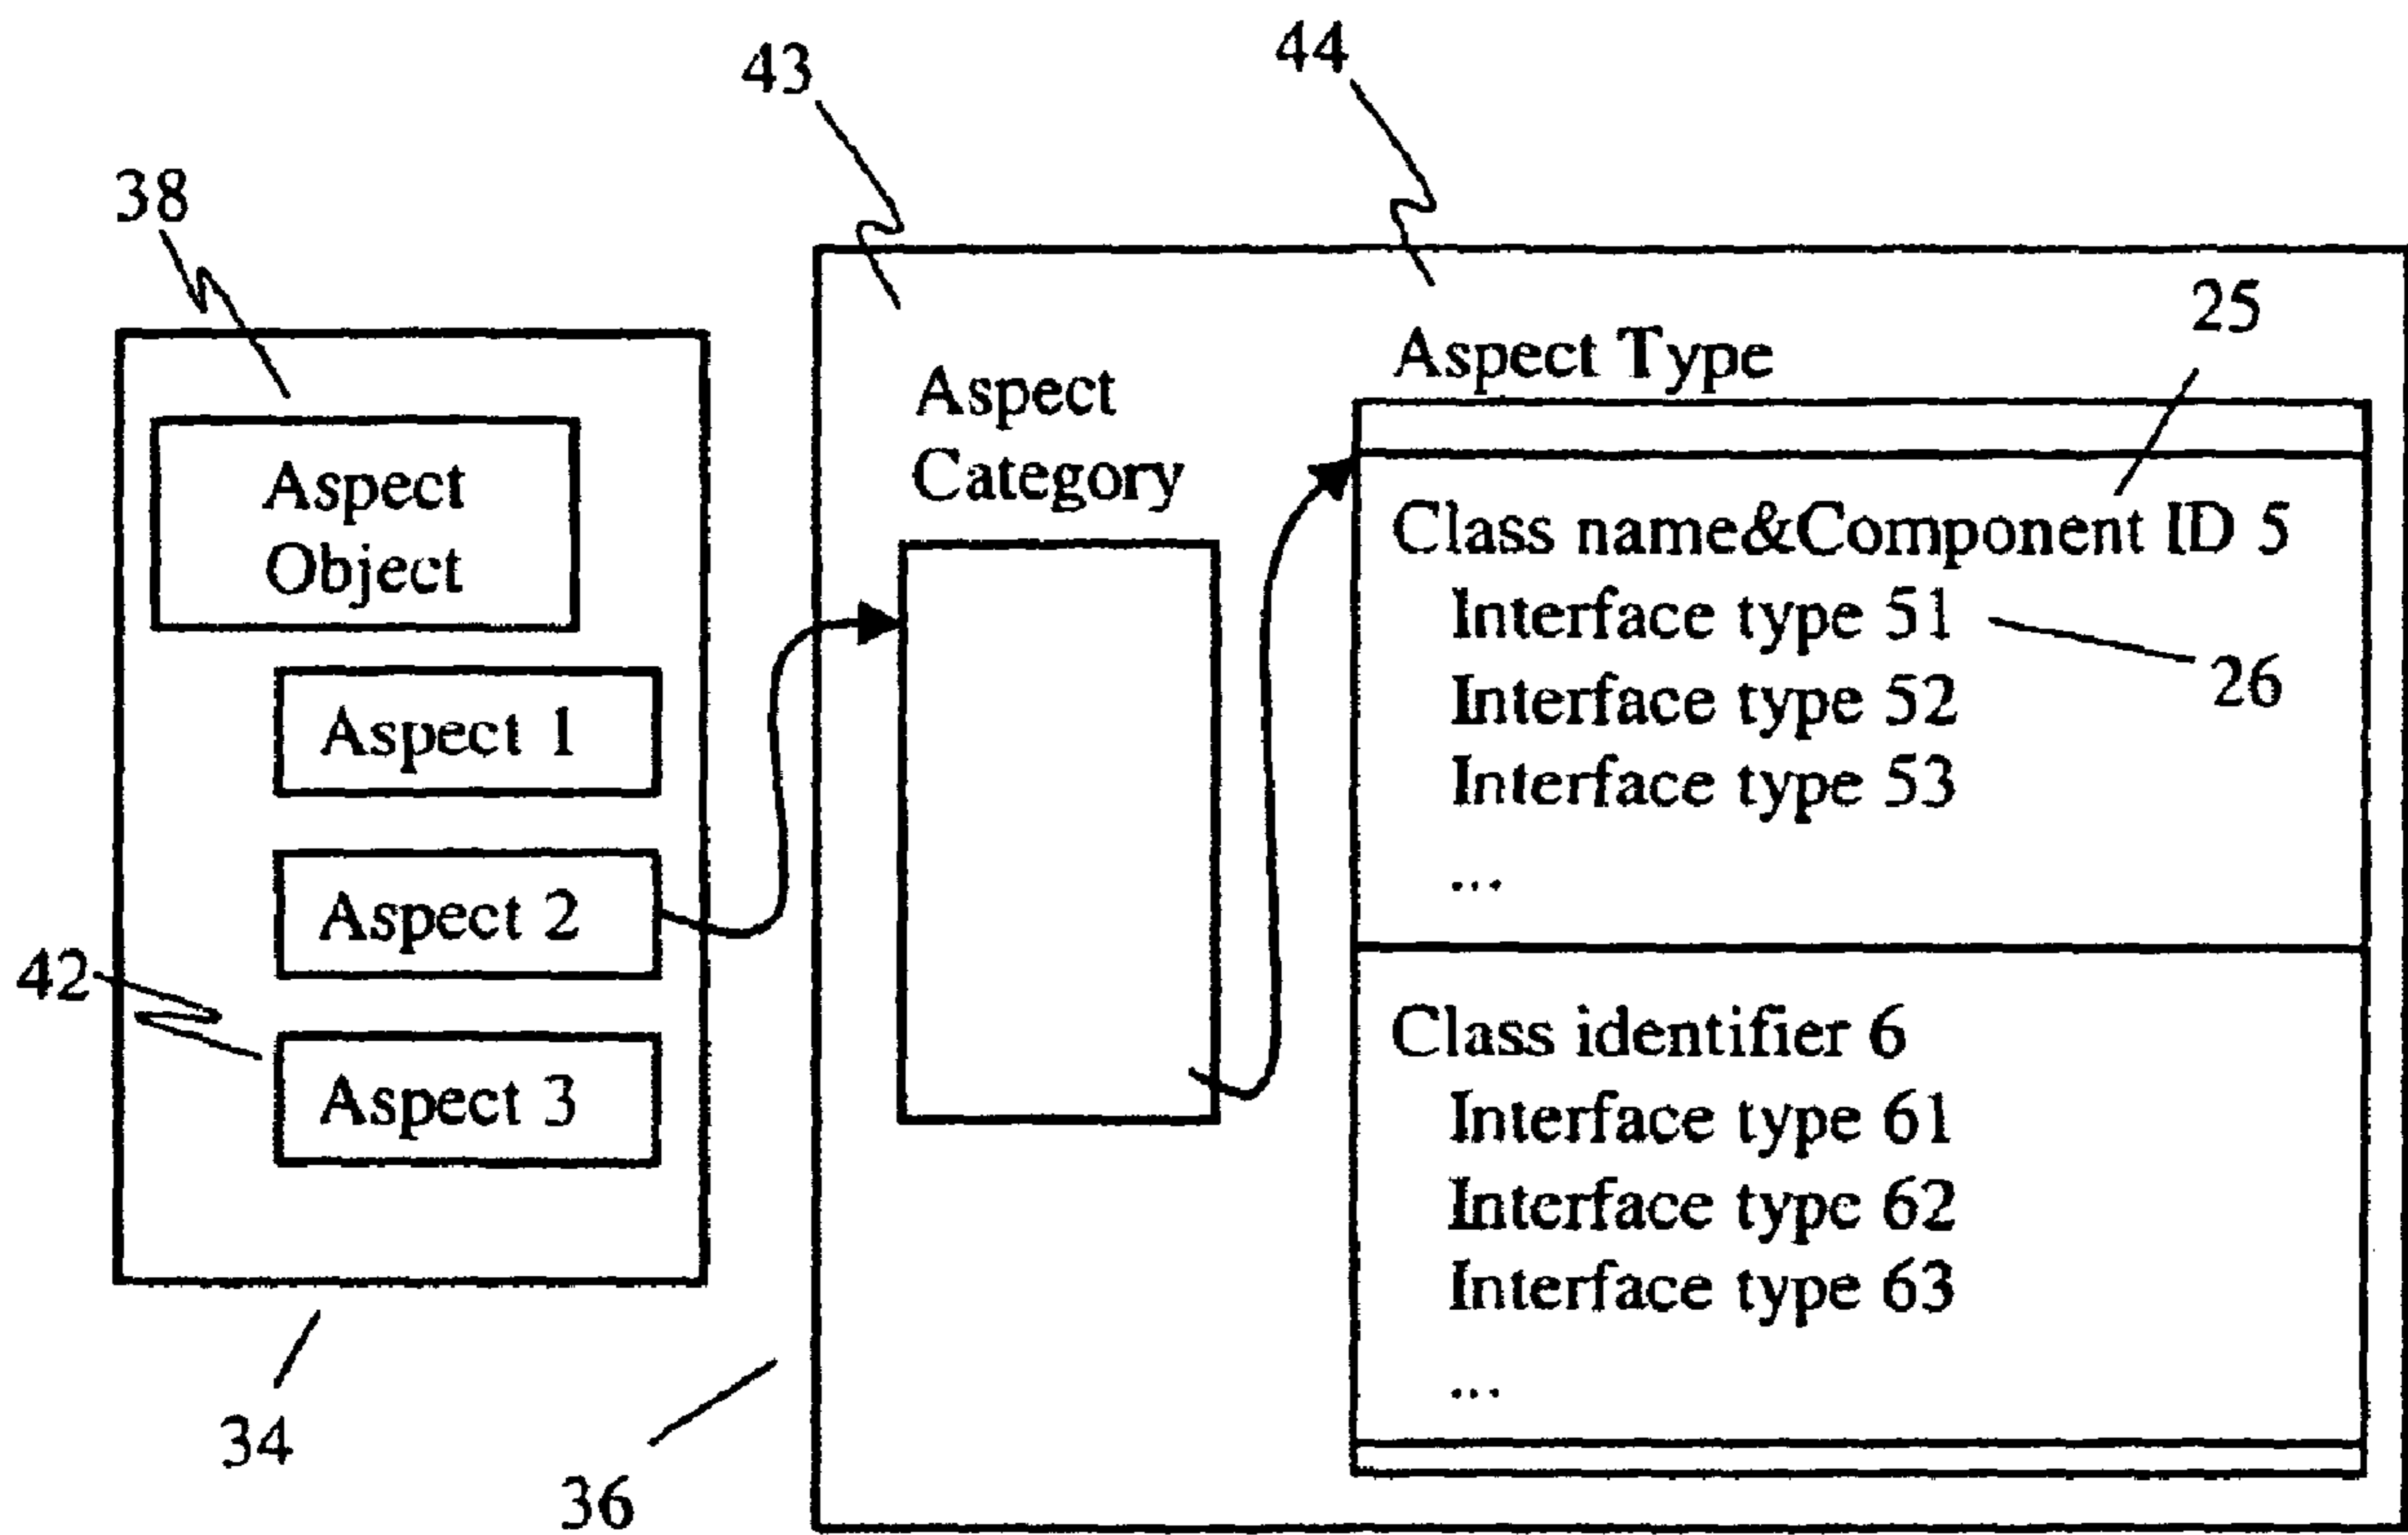 43
44
38
25
Aspect
Object
Aspect 1
Aspect 2
42
Aspect 3
34
36
Aspect
Category
Aspect Type
Class name&Component ID 5
Interface type 51
26
Interface type 52
Interface type 53
...
Class identifier 6
Interface type 61
Interface type 62
Interface type 63
...